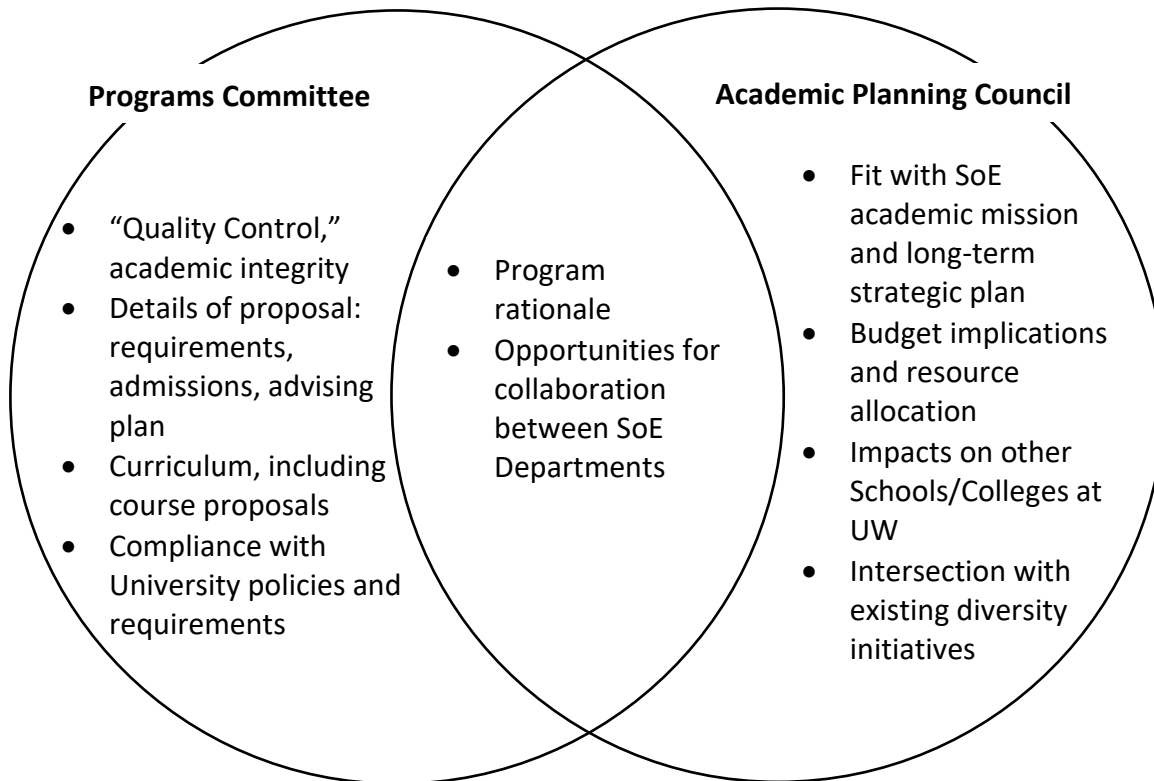 Programs Committee
• “Quality Control,”
academic integrity
• Details of proposal:
requirements,
admissions, advising
plan
• Curriculum, including
course proposals
• Compliance with
University policies and
requirements
• Program
rationale
• Opportunities for
collaboration
between SoE
Departments
Academic Planning Council
• Fit with SoE
academic mission
and long-term
strategic plan
• Budget implications
and resource
allocation
• Impacts on other
Schools/Colleges at
UW
• Intersection with
existing diversity
initiatives